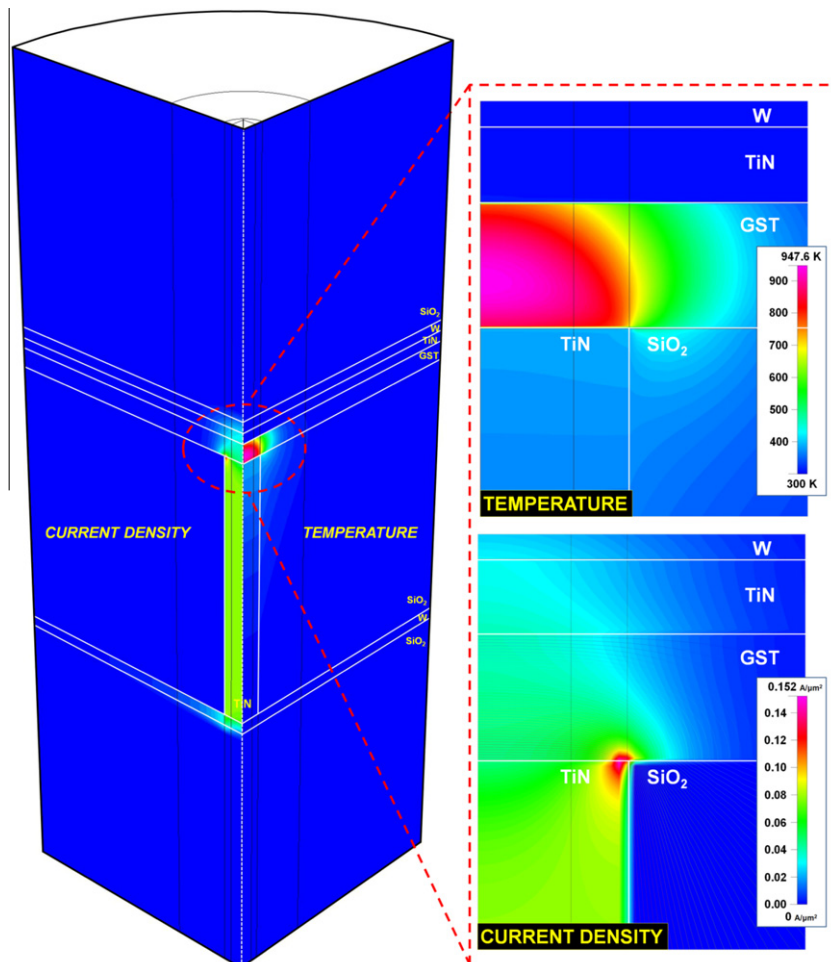 SiO₂
W
TiN
GST
CURRENT DENSITY
TEMPERATURE
SiO₂
W
SiO₂
TiN
W
TiN
GST
947.6 K
900
800
700
600
500
400
300 K
TiN
SiO₂
TEMPERATURE
W
TiN
GST
0.152 A/µm²
0.14
0.12
0.10
0.08
0.06
0.04
0.02
0.00
0 A/µm²
TiN
SiO₂
CURRENT DENSITY